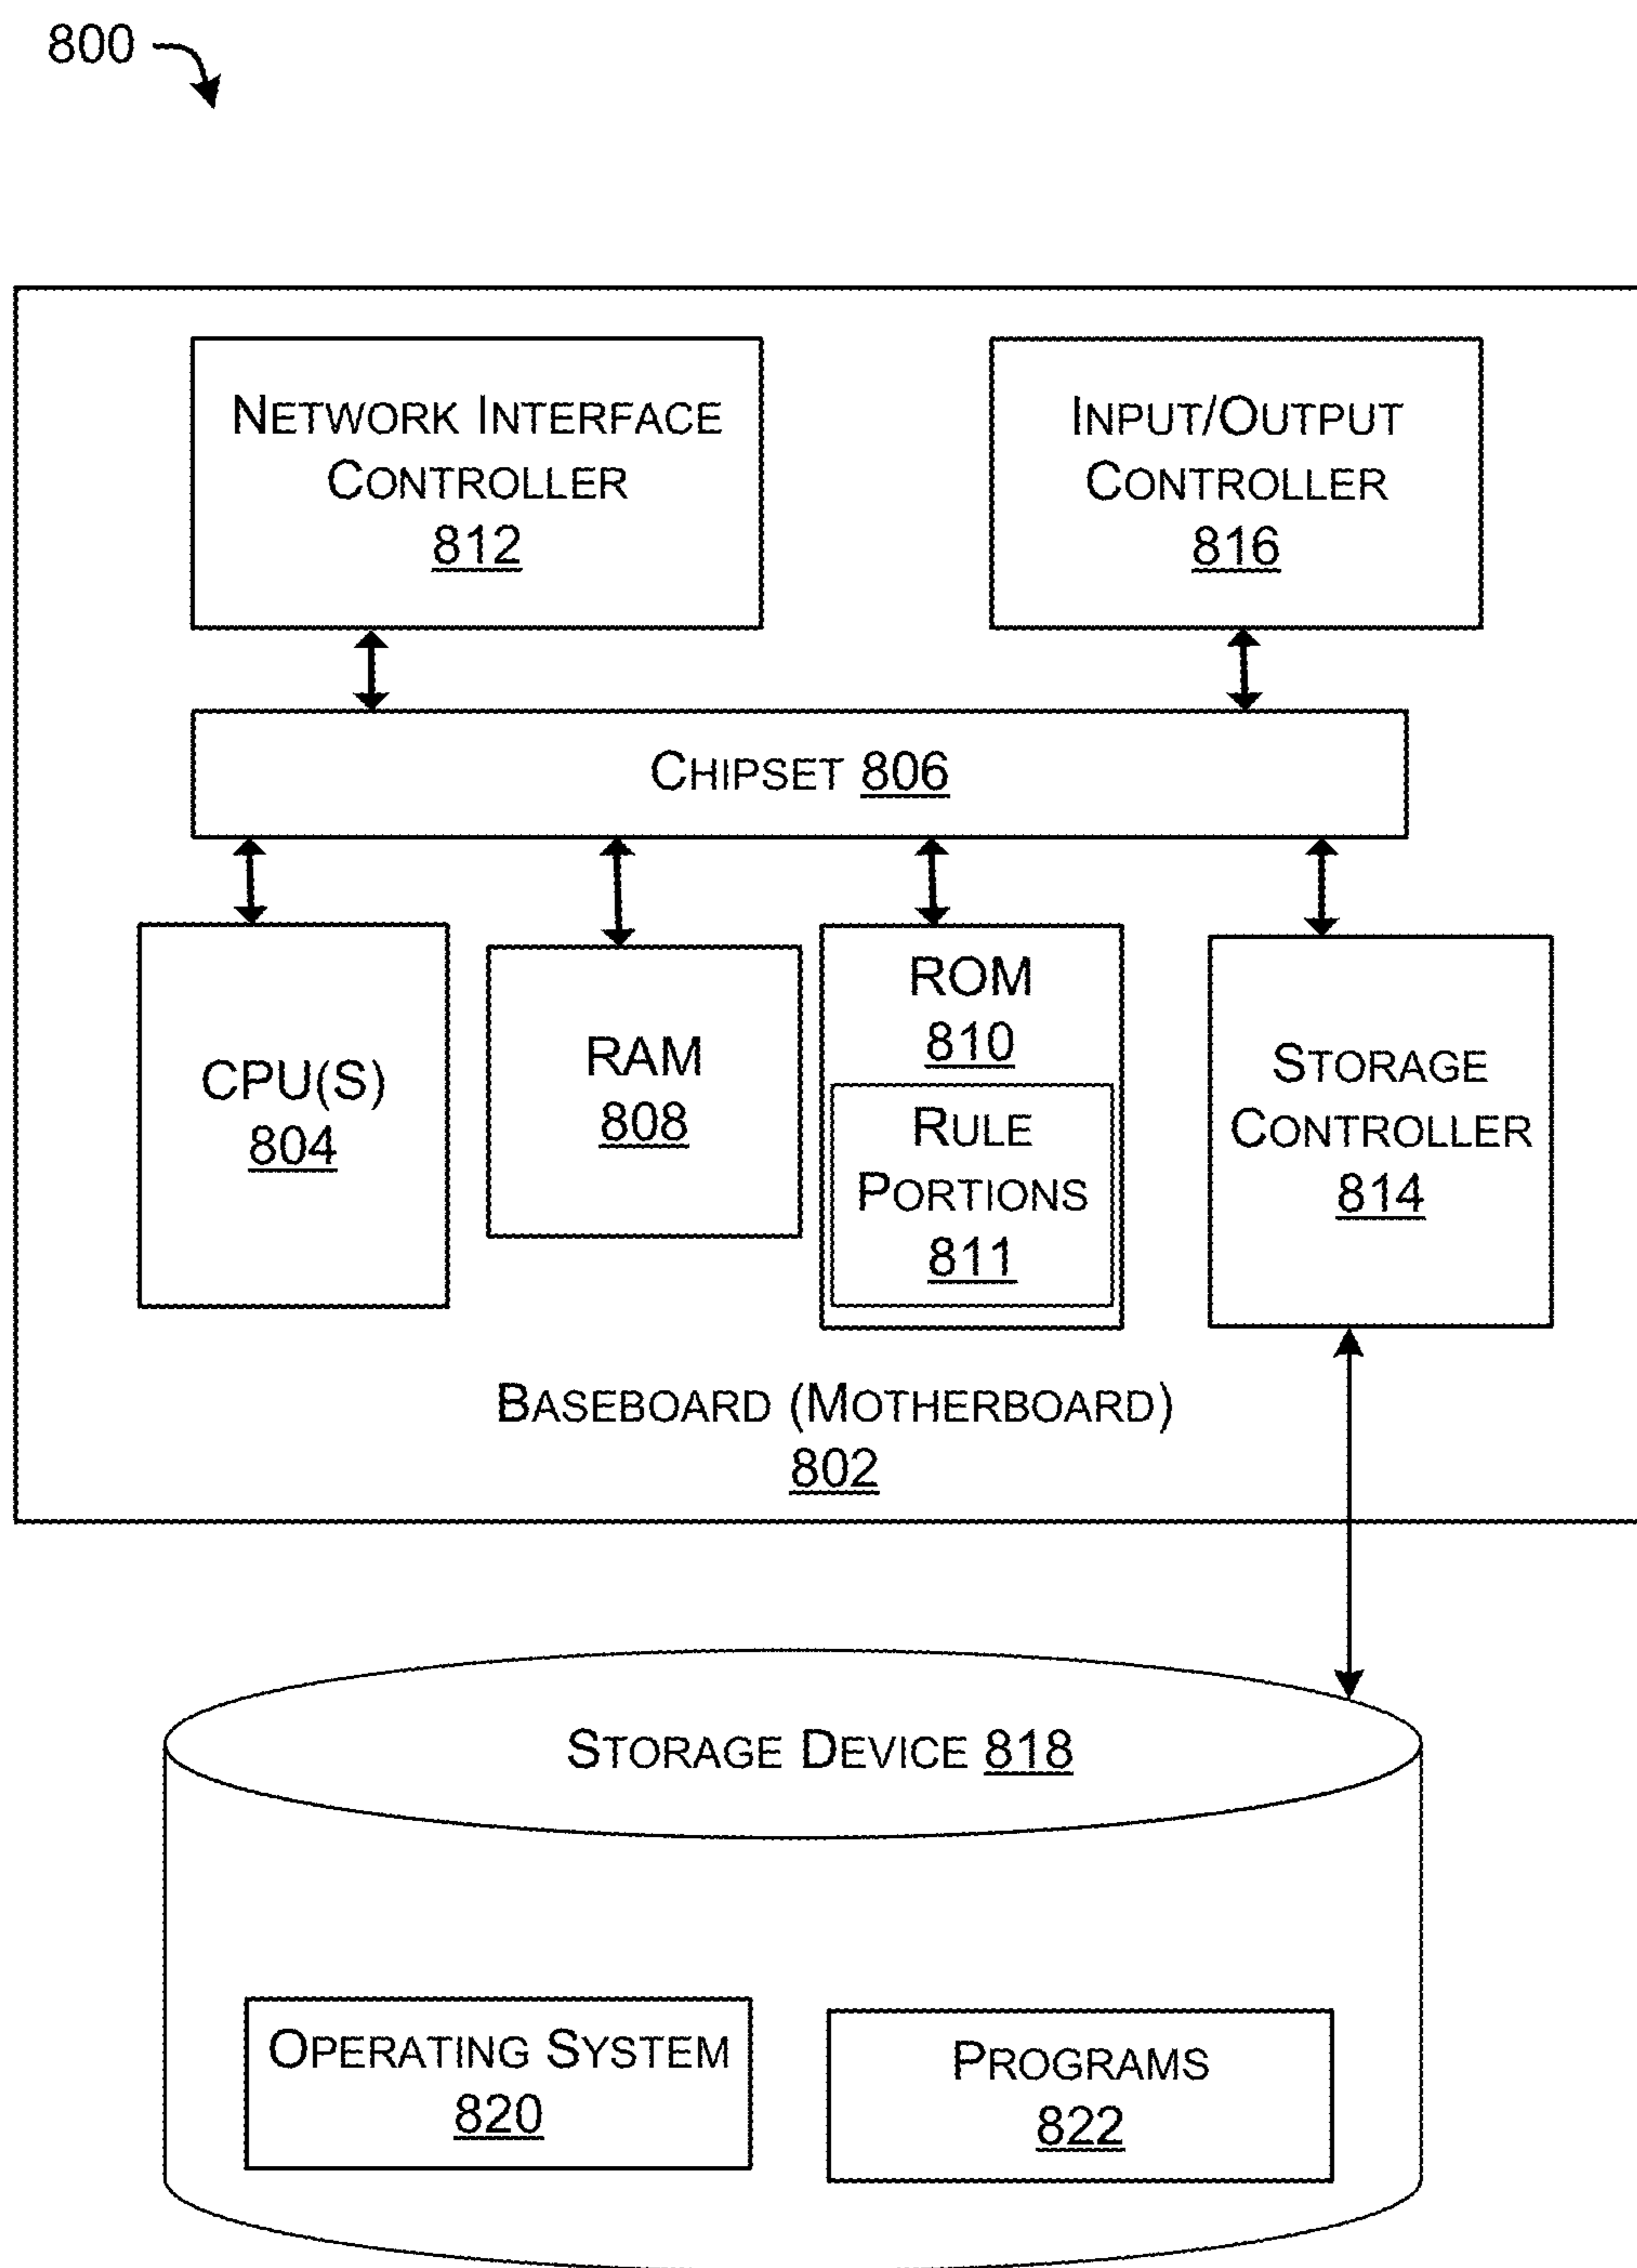 800
NETWORK INTERFACE
CONTROLLER
812
INPUT/OUTPUT
CONTROLLER
816
CHIPSET 806
CPU(S)
804
RAM
808
ROM
810
RULE
PORTIONS
811
STORAGE
CONTROLLER
814
BASEBOARD (MOTHERBOARD)
802
STORAGE DEVICE 818
OPERATING SYSTEM
820
PROGRAMS
822